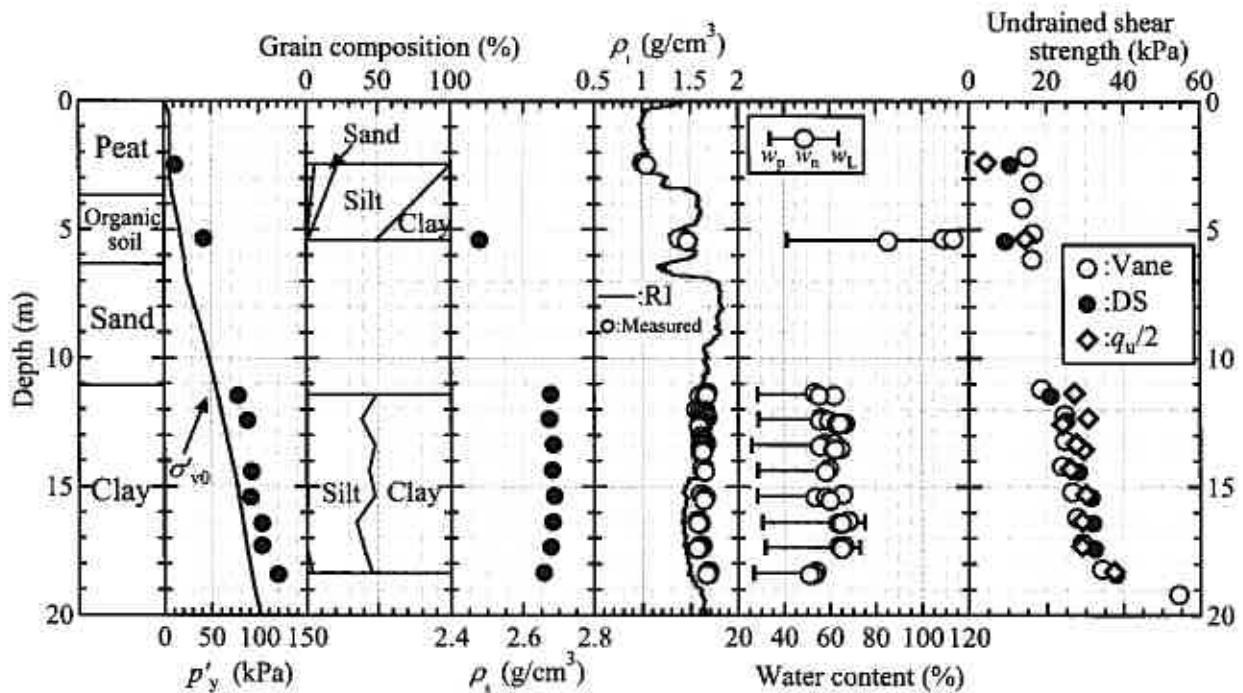 Undrained shear
Grain composition (%)
ρt (g/cm³)
strength (kPa)
0 50 100
0.5 1 1.5 2
0 20 40 60
0
0
Peat
Sand
wp wn wL
Silt
Organic
soil
Clay
5
5
:Vane
:DS
:RI
Sand
:Measured
:qu/2
10
10
Depth (m)
σ'v0
Clay
Silt
Clay
15
15
20
20
0 50 100 150
2.4 2.6 2.8
20 40 60 80 100 120
p'y (kPa)
ρs (g/cm³)
Water content (%)